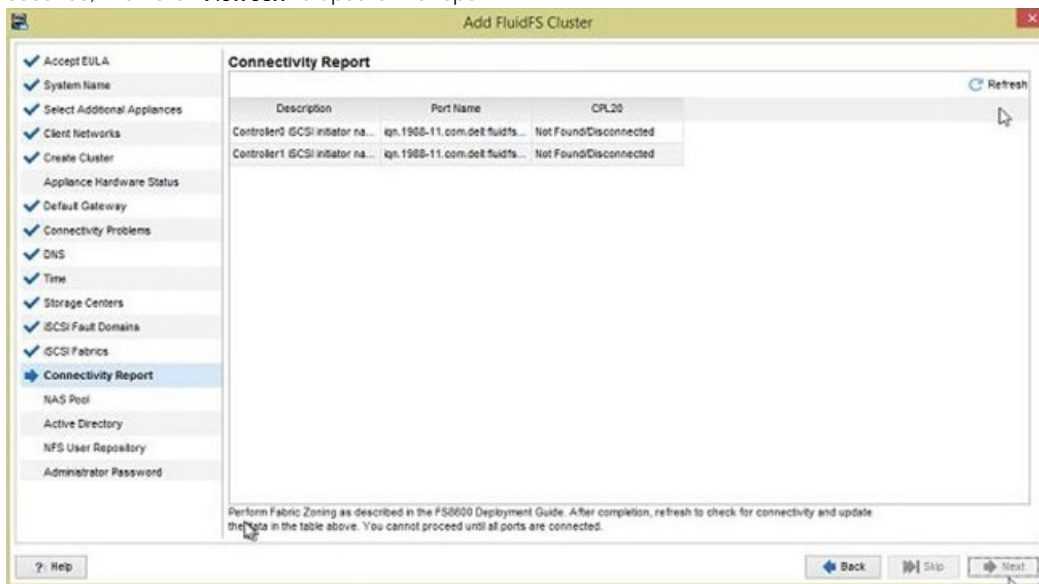 Add FluidFS Cluster
Accept EULA
System Name
Select Additional Appliances
Client Networks
Create Cluster
Appliance Hardware Status
Default Gateway
Connectivity Problems
DNS
Time
Storage Centers
iSCSI Fault Domains
iSCSI Fabrics
Connectivity Report
NAS Pool
Active Directory
NFS User Repository
Administrator Password
Connectivity Report
Refresh
Description Port Name CPL20
Controller0 iSCSI initiator na... iqn.1988-11.com.dell:fluidfs... Not Found/Disconnected
Controller1 iSCSI initiator na... iqn.1988-11.com.dell:fluidfs... Not Found/Disconnected
Perform Fabric Zoning as described in the FS8600 Deployment Guide. After completion, refresh to check for connectivity and update
the data in the table above. You cannot proceed until all ports are connected.
? Help
Back
Skip
Next